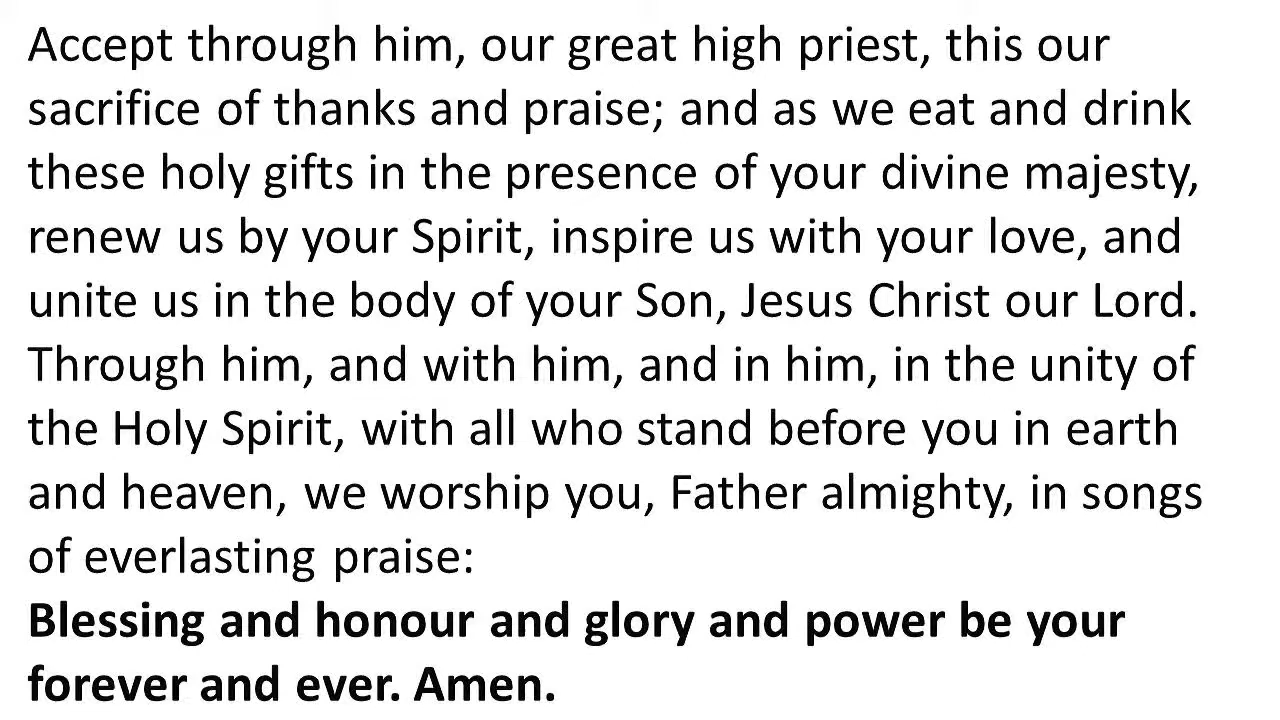 Accept through him, our great high priest, this our
sacrifice of thanks and praise; and as we eat and drink
these holy gifts in the presence of your divine majesty,
renew us by your Spirit, inspire us with your love, and
unite us in the body of your Son, Jesus Christ our Lord.
Through him, and with him, and in him, in the unity of
the Holy Spirit, with all who stand before you in earth
and heaven, we worship you, Father almighty, in songs
of everlasting praise:
Blessing and honour and glory and power be your
forever and ever. Amen.